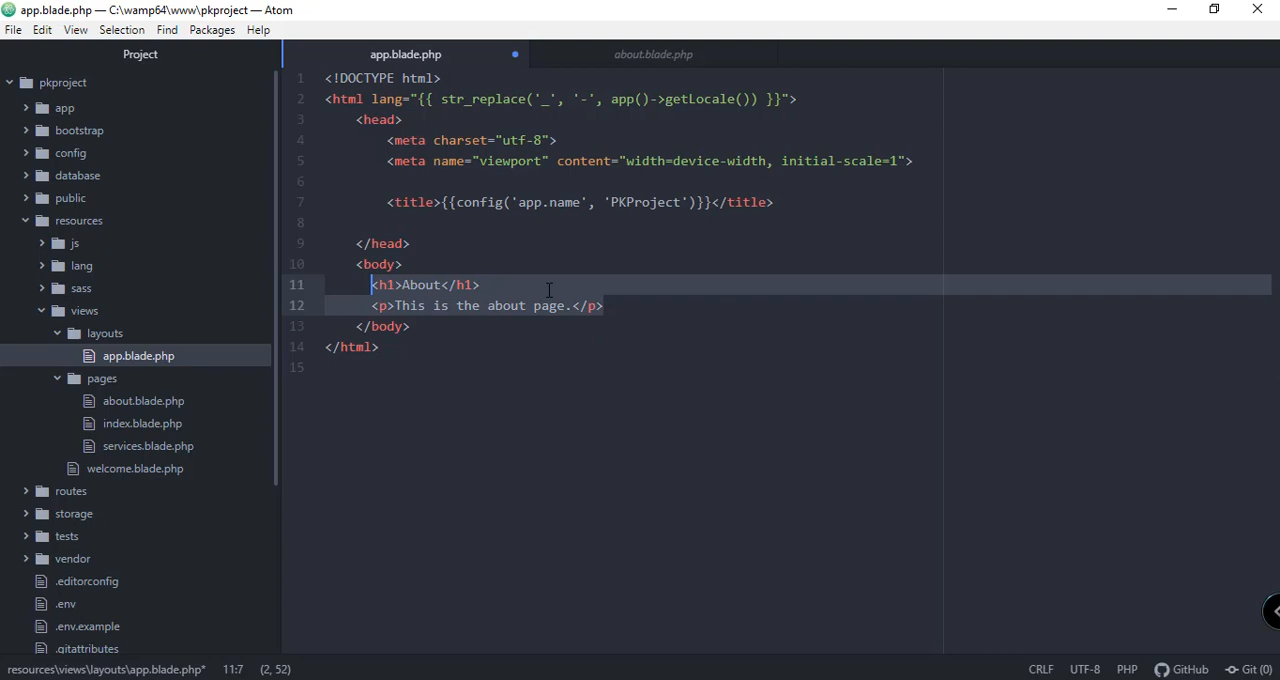 app.blade.php — C:\wamp64\www\pkproject — Atom
File Edit View Selection Find Packages Help
Project
pkproject
app
bootstrap
config
database
public
resources
js
lang
sass
views
layouts
app.blade.php
pages
about.blade.php
index.blade.php
services.blade.php
welcome.blade.php
routes
storage
tests
vendor
.editorconfig
.env
.env.example
.gitattributes
app.blade.php about.blade.php
1 <!DOCTYPE html>
2 <html lang="{{ str_replace('_', '-', app()->getLocale()) }}">
3 <head>
4 <meta charset="utf-8">
5 <meta name="viewport" content="width=device-width, initial-scale=1">
6
7 <title>{{config('app.name', 'PKProject')}}</title>
8
9 </head>
10 <body>
11 <h1>About</h1>
12 <p>This is the about page.</p>
13 </body>
14 </html>
15
resources\views\layouts\app.blade.php* 11:7 (2, 52) CRLF UTF-8 PHP GitHub Git (0)